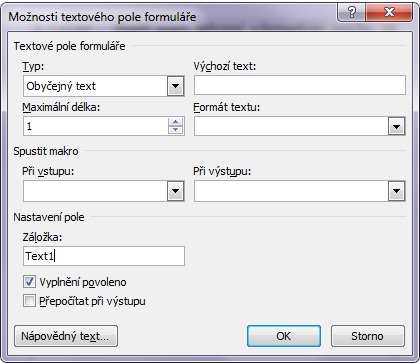 Možnosti textového pole formuláře
Textové pole formuláře
Typ: Výchozí text:
Obyčejný text
Maximální délka: Formát textu:
1
Spustit makro
Při vstupu: Při výstupu:
Nastavení pole
Záložka:
Text1
Vyplnění povoleno
Přepočítat při výstupu
Nápovědný text... OK Storno